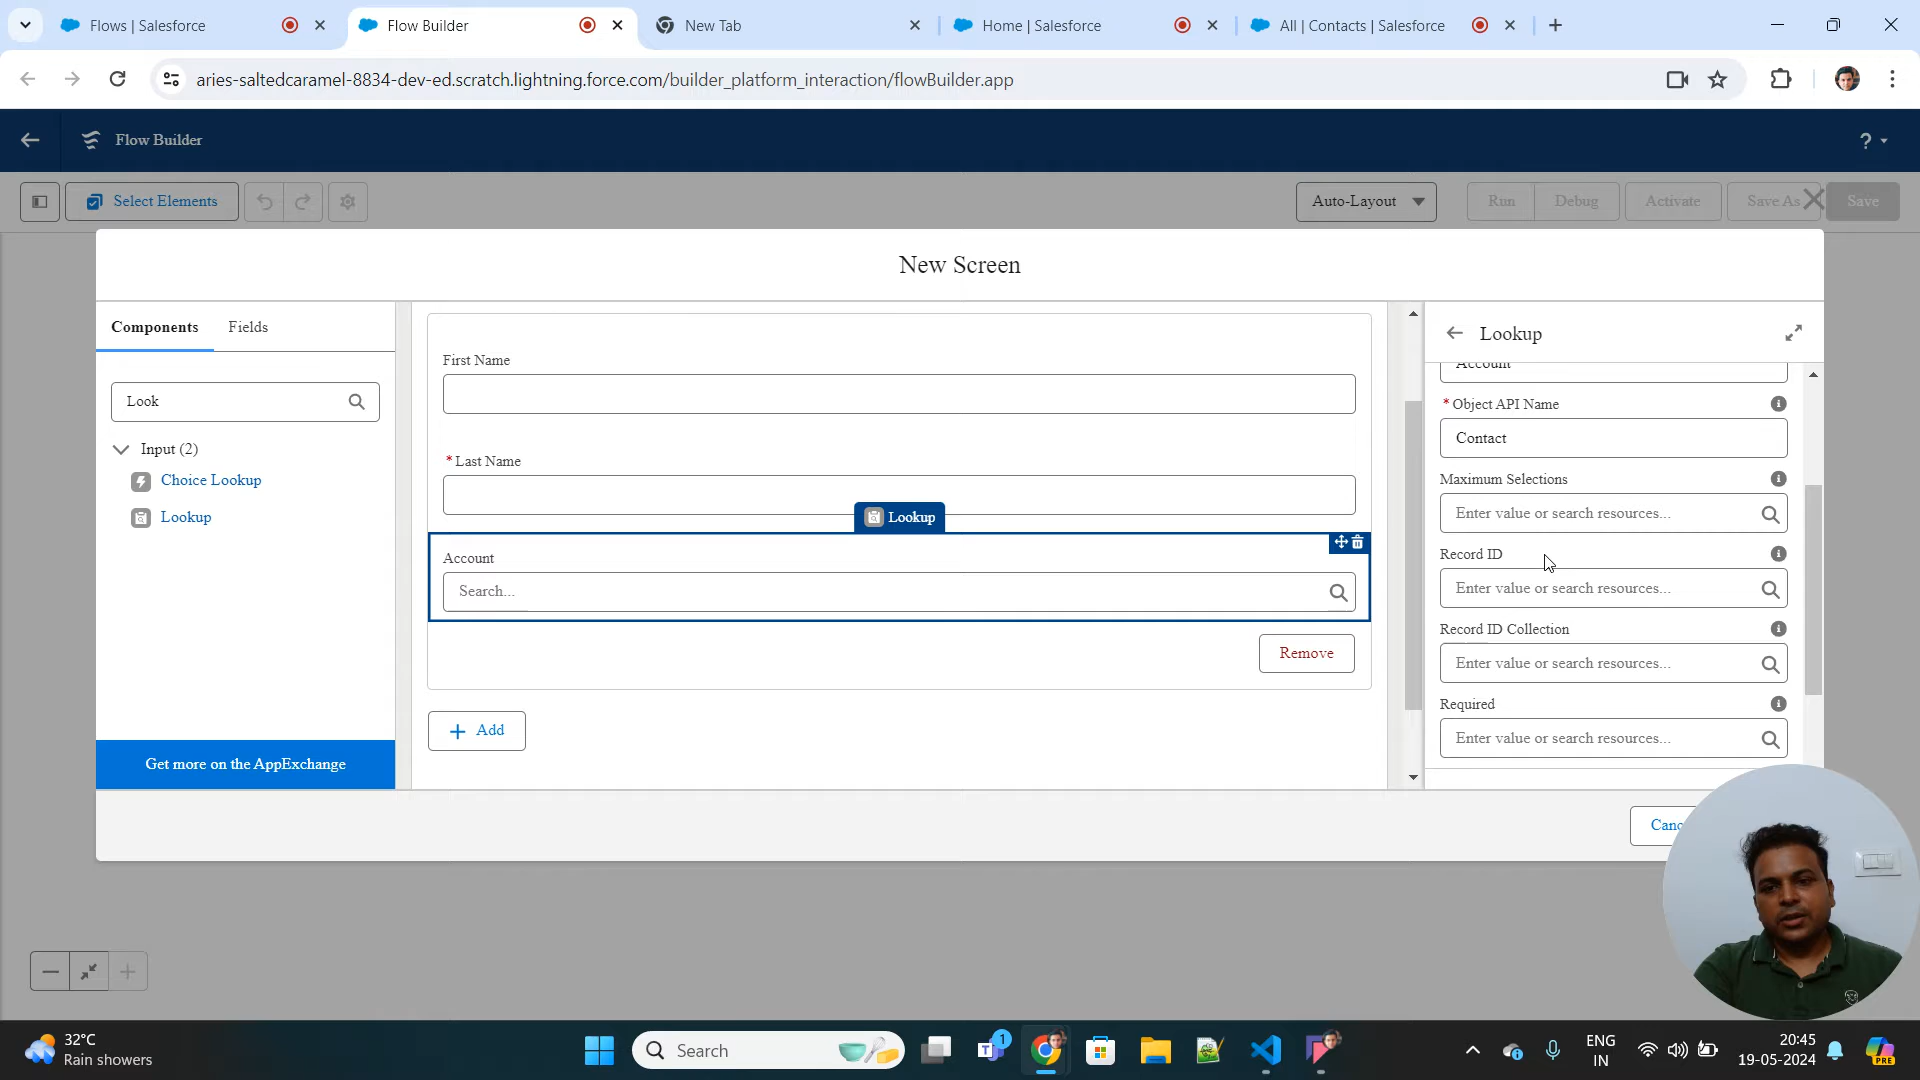 Flows | Salesforce
Flow Builder
New Tab
Home | Salesforce
All | Contacts | Salesforce
aries-saltedcaramel-8834-dev-ed.scratch.lightning.force.com/builder_platform_interaction/flowBuilder.app
Flow Builder
?
Select Elements
Auto-Layout
Run
Debug
Activate
Save As
Save
New Screen
Components
Fields
Look
Input (2)
Choice Lookup
Lookup
Get more on the AppExchange
First Name
*Last Name
Lookup
Account
Search...
Remove
+ Add
Lookup
Account
*Object API Name
Contact
Maximum Selections
Enter value or search resources...
Record ID
Enter value or search resources...
Record ID Collection
Enter value or search resources...
Required
Enter value or search resources...
32°C
Rain showers
Search
1
PRE
ENG
IN
20:45
19-05-2024